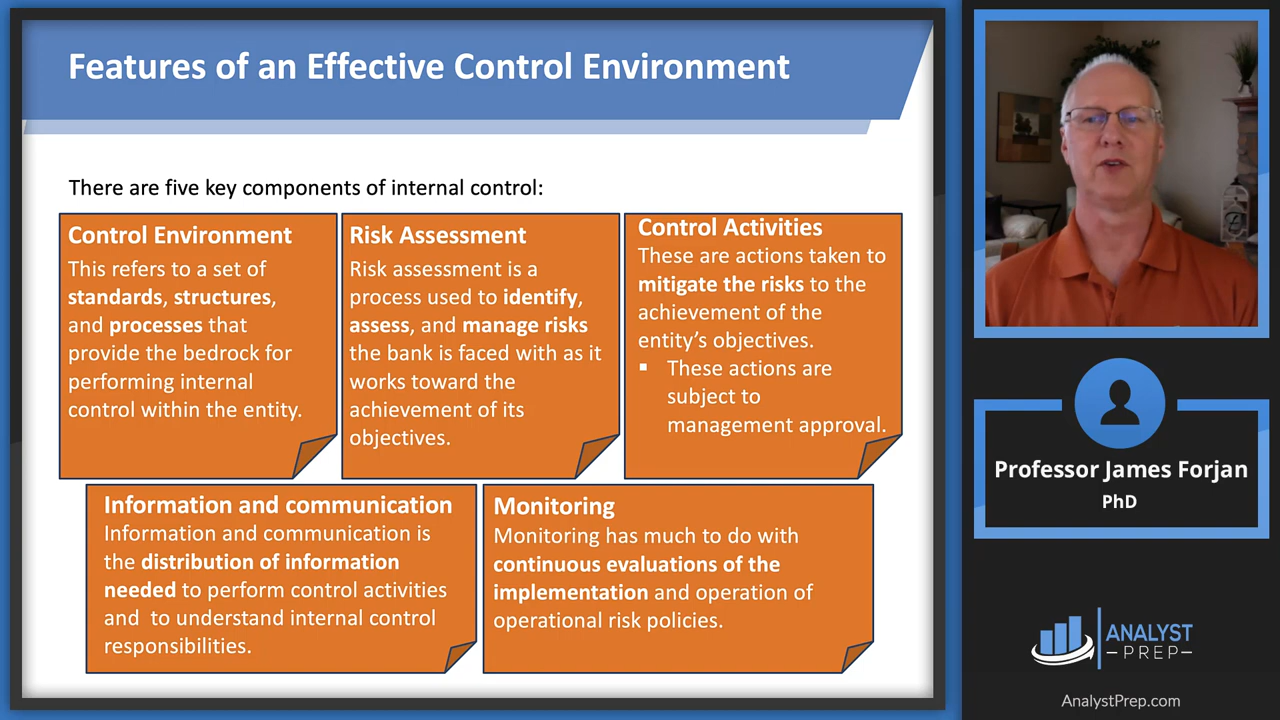 Features of an Effective Control Environment
There are five key components of internal control:
Control Environment
This refers to a set of
standards, structures,
and processes that
provide the bedrock for
performing internal
control within the entity.
Risk Assessment
Risk assessment is a
process used to identify,
assess, and manage risks
the bank is faced with as it
works toward the
achievement of its
objectives.
Control Activities
These are actions taken to
mitigate the risks to the
achievement of the
entity’s objectives.
▪ These actions are
subject to
management approval.
Information and communication
Information and communication is
the distribution of information
needed to perform control activities
and to understand internal control
responsibilities.
Monitoring
Monitoring has much to do with
continuous evaluations of the
implementation and operation of
operational risk policies.
Professor James Forjan
PhD
ANALYST
–PREP–
AnalystPrep.com